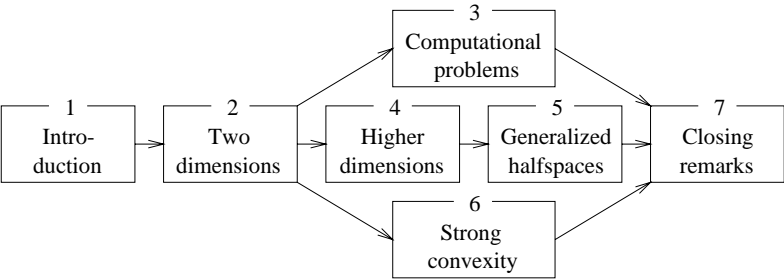 1
Intro-
duction
2
Two
dimensions
3
Computational
problems
4
Higher
dimensions
5
Generalized
halfspaces
6
Strong
convexity
7
Closing
remarks